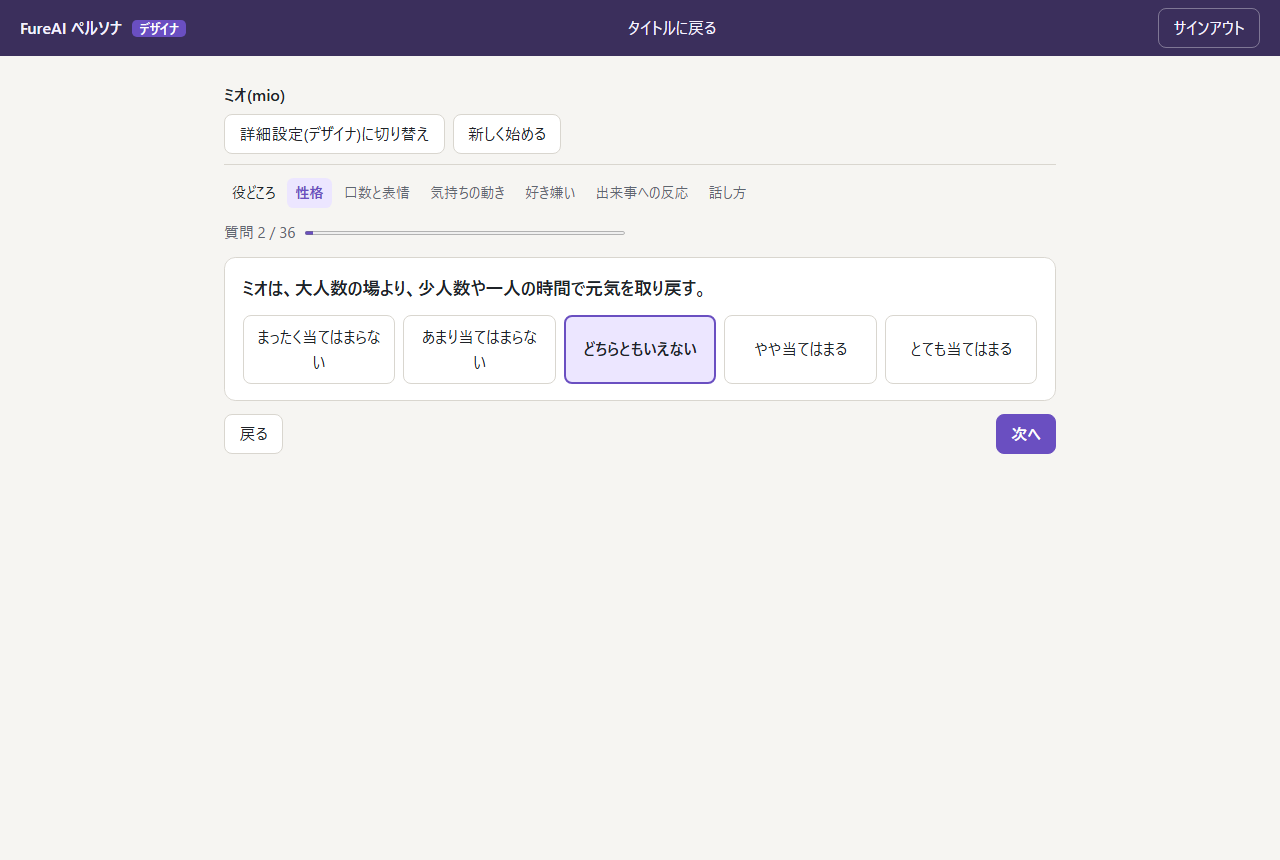 FureAI ペルソナ デザイナ タイトルに戻る サインアウト
ミオ(mio)
詳細設定(デザイナ)に切り替え 新しく始める
役どころ 性格 口数と表情 気持ちの動き 好き嫌い 出来事への反応 話し方
質問 2 / 36
ミオは、大人数の場より、少人数や一人の時間で元気を取り戻す。
まったく当てはまらな
い
あまり当てはまらな
い
どちらともいえない
やや当てはまる
とても当てはまる
戻る 次へ